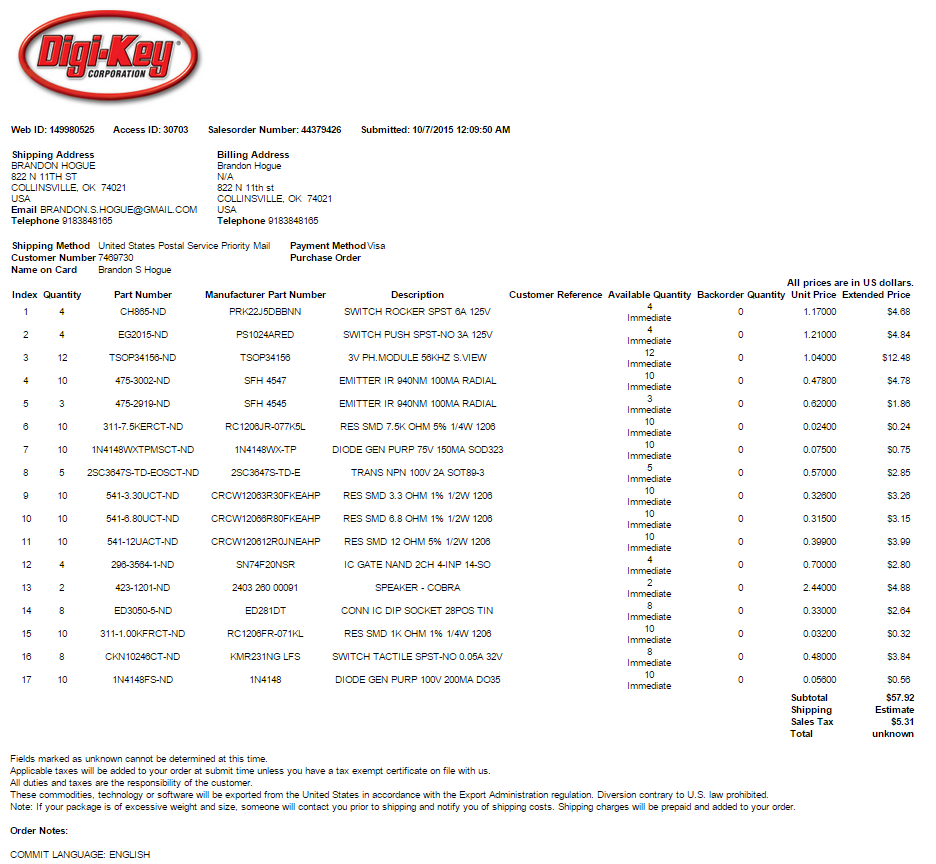 Digi-Key®
CORPORATION
Web ID: 149980525 Access ID: 30703 Salesorder Number: 44379426 Submitted: 10/7/2015 12:09:50 AM
Shipping Address Billing Address
BRANDON HOGUE Brandon Hogue
822 N 11TH ST N/A
COLLINSVILLE, OK 74021 822 N 11th st
USA COLLINSVILLE, OK 74021
Email BRANDON.S.HOGUE@GMAIL.COM USA
Telephone 9183848165 Telephone 9183848165
Shipping Method United States Postal Service Priority Mail Payment Method Visa
Customer Number 7469730 Purchase Order
Name on Card Brandon S Hogue
All prices are in US dollars.
Index Quantity Part Number Manufacturer Part Number Description Customer Reference Available Quantity Backorder Quantity Unit Price Extended Price
1 4 CH865-ND PRK22J5DBBNN SWITCH ROCKER SPST 6A 125V 4 Immediate 0 1.17000 $4.68
2 4 EG2015-ND PS1024ARED SWITCH PUSH SPST-NO 3A 125V 4 Immediate 0 1.21000 $4.84
3 12 TSOP34156-ND TSOP34156 3V PH.MODULE 56KHZ S.VIEW 12 Immediate 0 1.04000 $12.48
4 10 475-3002-ND SFH 4547 EMITTER IR 940NM 100MA RADIAL 10 Immediate 0 0.47800 $4.78
5 3 475-2919-ND SFH 4545 EMITTER IR 940NM 100MA RADIAL 3 Immediate 0 0.62000 $1.86
6 10 311-7.5KERCT-ND RC1206JR-077K5L RES SMD 7.5K OHM 5% 1/4W 1206 10 Immediate 0 0.02400 $0.24
7 10 1N4148WXTPMSCT-ND 1N4148WX-TP DIODE GEN PURP 75V 150MA SOD323 10 Immediate 0 0.07500 $0.75
8 5 2SC3647S-TD-EOSCT-ND 2SC3647S-TD-E TRANS NPN 100V 2A SOT89-3 5 Immediate 0 0.57000 $2.85
9 10 541-3.30UCT-ND CRCW12063R30FKEAHP RES SMD 3.3 OHM 1% 1/2W 1206 10 Immediate 0 0.32600 $3.26
10 10 541-6.80UCT-ND CRCW12066R80FKEAHP RES SMD 6.8 OHM 1% 1/2W 1206 10 Immediate 0 0.31500 $3.15
11 10 541-12UACT-ND CRCW120612R0JNEAHP RES SMD 12 OHM 5% 1/2W 1206 10 Immediate 0 0.39900 $3.99
12 4 296-3564-1-ND SN74F20NSR IC GATE NAND 2CH 4-INP 14-SO 4 Immediate 0 0.70000 $2.80
13 2 423-1201-ND 2403 260 00091 SPEAKER - COBRA 2 Immediate 0 2.44000 $4.88
14 8 ED3050-5-ND ED281DT CONN IC DIP SOCKET 28POS TIN 8 Immediate 0 0.33000 $2.64
15 10 311-1.00KFRCT-ND RC1206FR-071KL RES SMD 1K OHM 1% 1/4W 1206 10 Immediate 0 0.03200 $0.32
16 8 CKN10246CT-ND KMR231NG LFS SWITCH TACTILE SPST-NO 0.05A 32V 8 Immediate 0 0.48000 $3.84
17 10 1N4148FS-ND 1N4148 DIODE GEN PURP 100V 200MA DO35 10 Immediate 0 0.05600 $0.56
Subtotal $57.92
Shipping Estimate
Sales Tax $5.31
Total unknown
Fields marked as unknown cannot be determined at this time.
Applicable taxes will be added to your order at submit time unless you have a tax exempt certificate on file with us.
All duties and taxes are the responsibility of the customer.
These commodities, technology or software will be exported from the United States in accordance with the Export Administration regulation. Diversion contrary to U.S. law prohibited.
Note: If your package is of excessive weight and size, someone will contact you prior to shipping and notify you of shipping costs. Shipping charges will be prepaid and added to your order.
Order Notes:
COMMIT LANGUAGE: ENGLISH